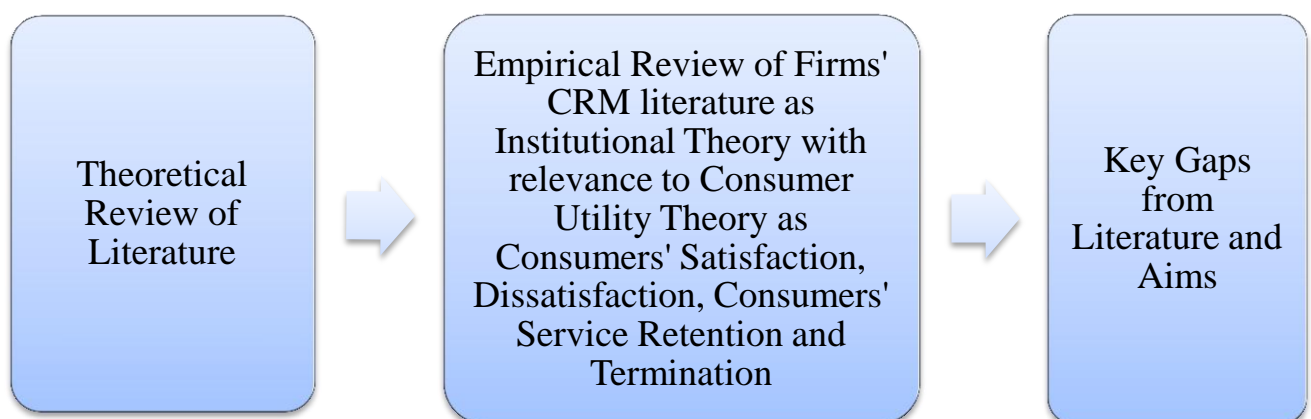 Theoretical
Review of
Literature
Empirical Review of Firms'
CRM literature as
Institutional Theory with
relevance to Consumer
Utility Theory as
Consumers' Satisfaction,
Dissatisfaction, Consumers'
Service Retention and
Termination
Key Gaps
from
Literature and
Aims